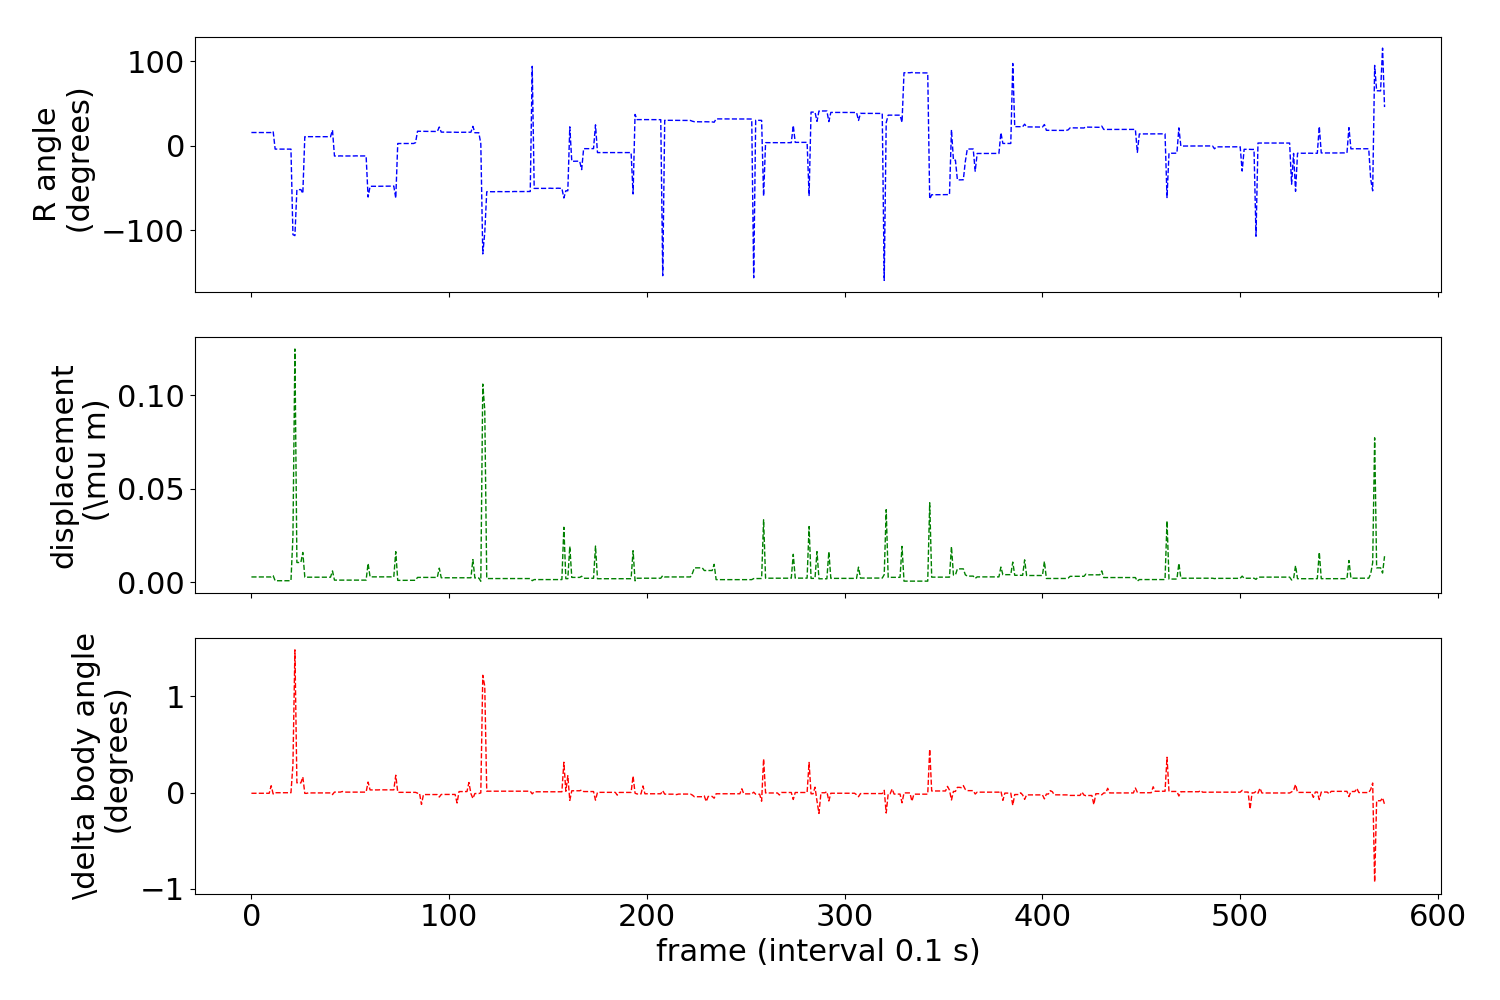 R angle
(degrees)
100
0
−100
displacement
(\mu m)
0.10
0.05
0.00
\delta body angle
(degrees)
1
0
−1
0 100 200 300 400 500 600
frame (interval 0.1 s)